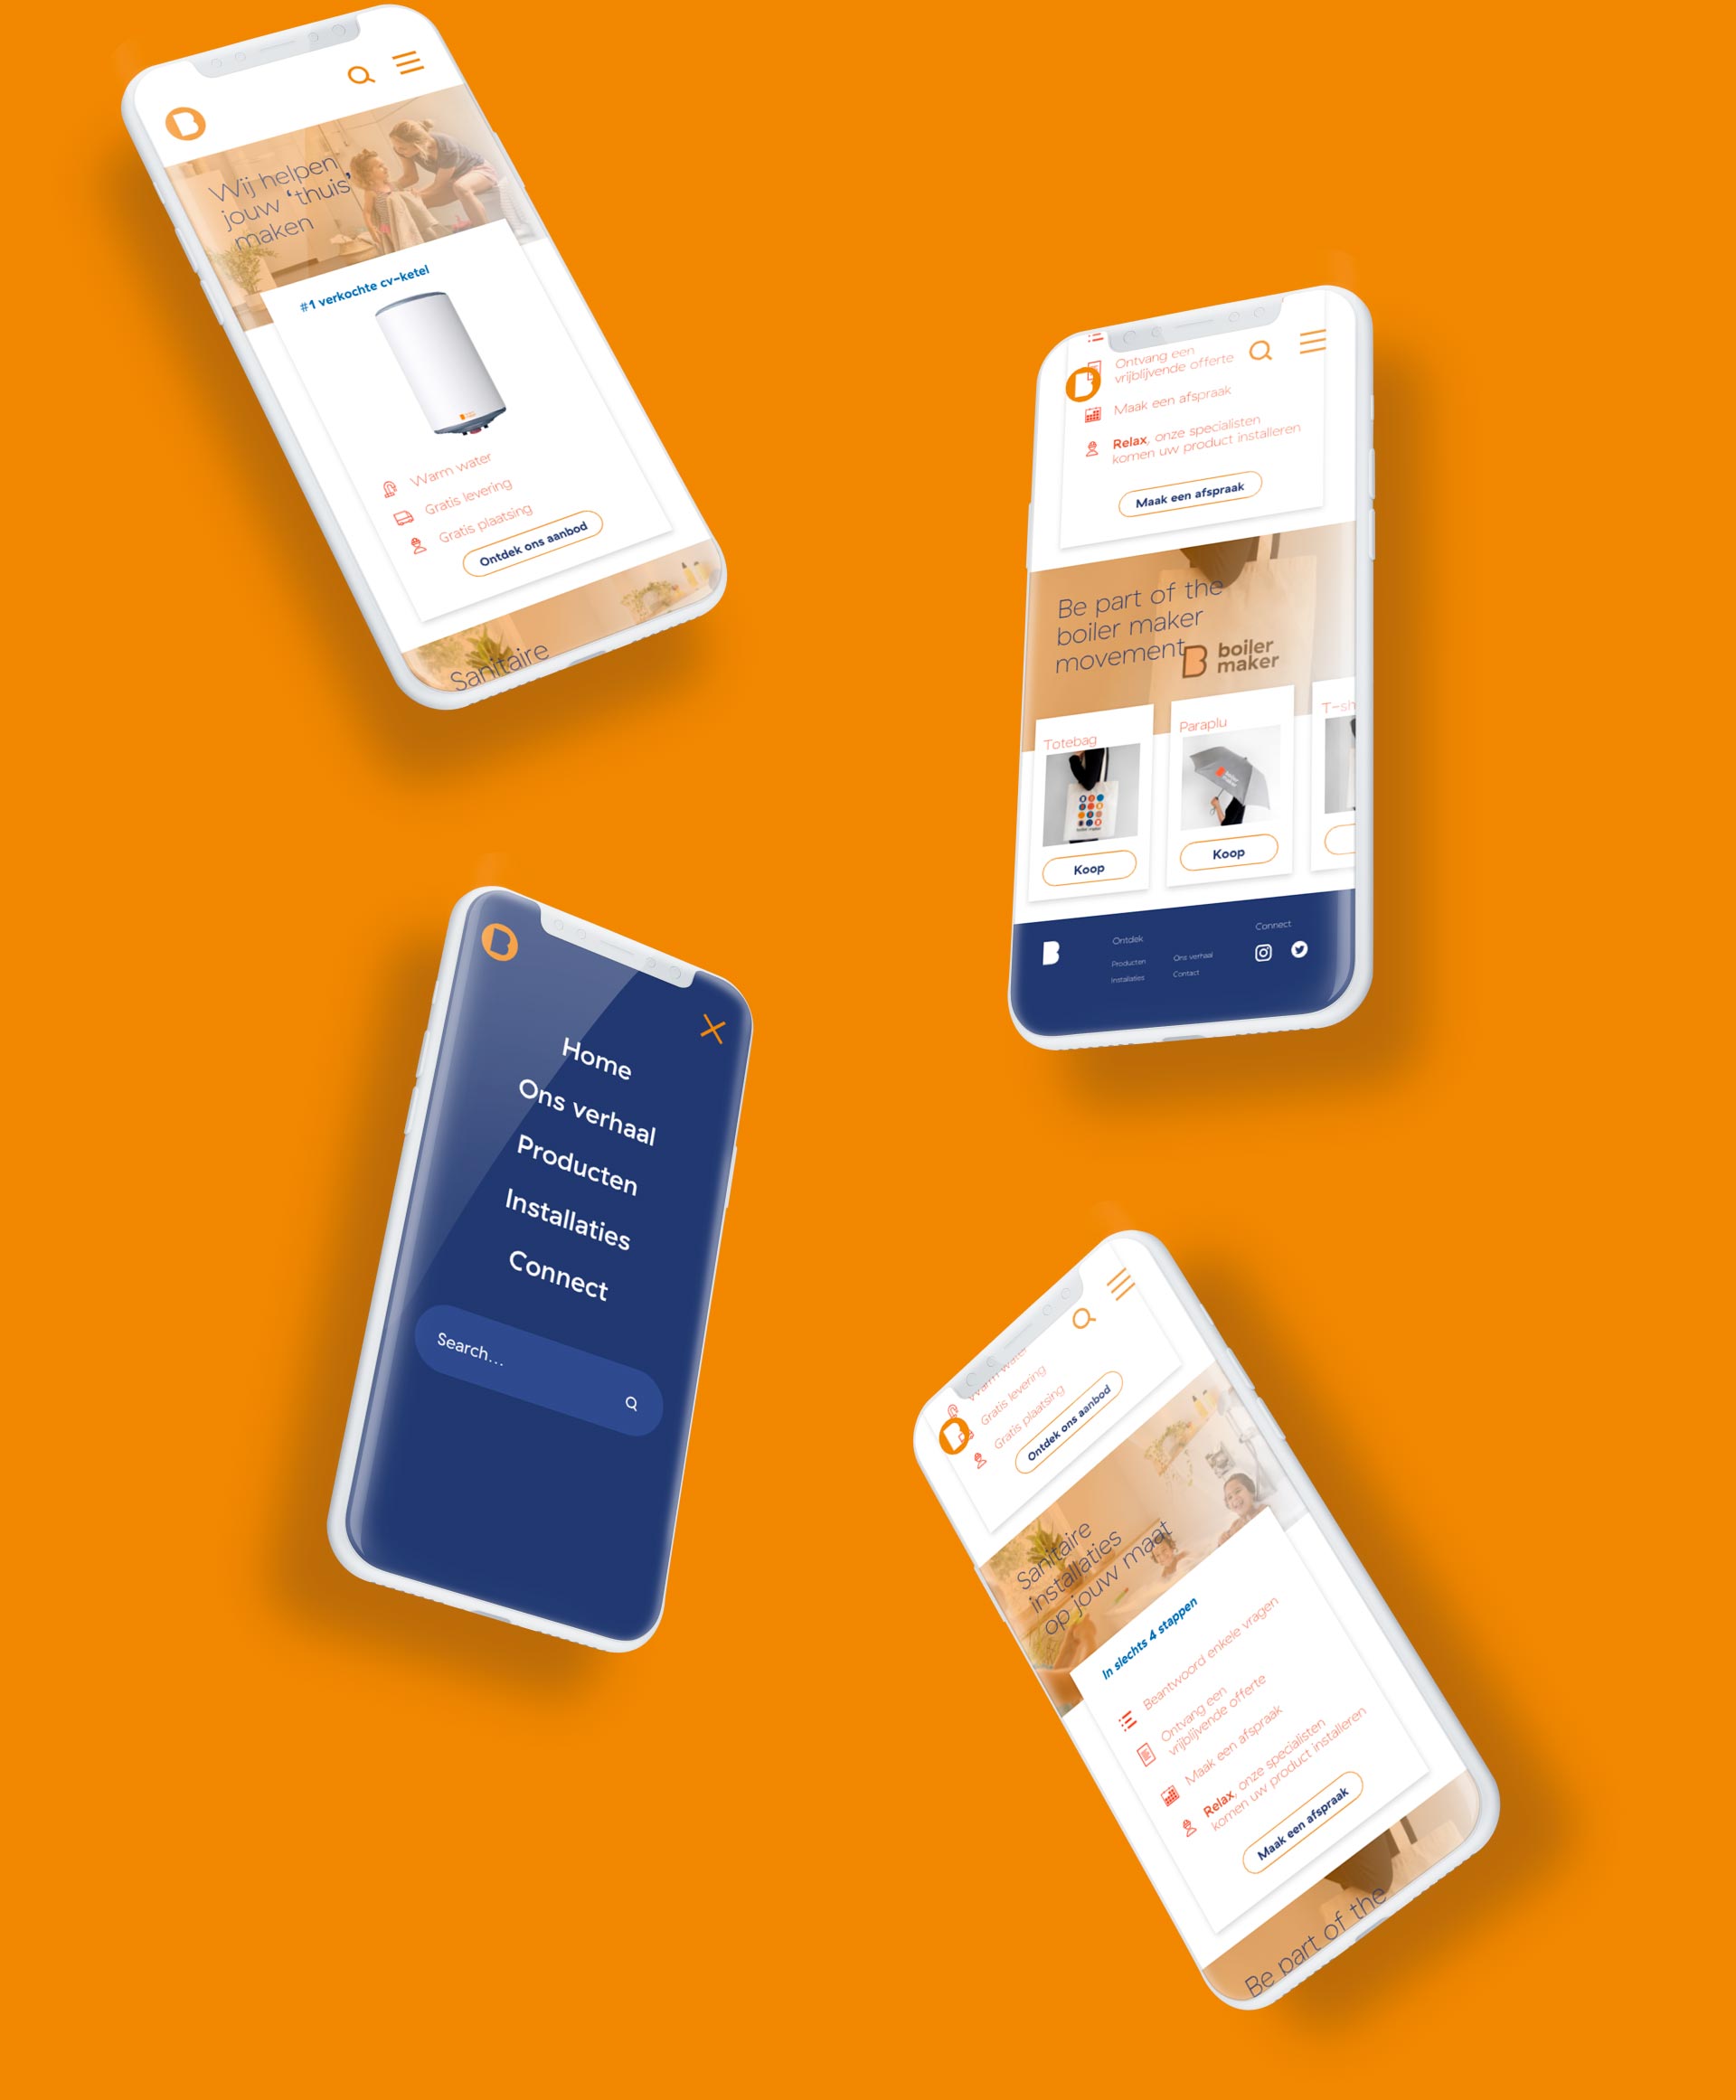 Wij helpen
jouw ‘thuis’
maken
#1 verkochte cv-ketel
Warm water
Gratis levering
Gratis plaatsing
Ontdek ons aanbod
Sanitaire
Ontvang een
vrijblijvende offerte
Maak een afspraak
Relax, onze specialisten
komen uw product installeren
Maak een afspraak
Be part of the
boiler maker
movement
B boiler
maker
Totebag
Paraplu
T-sh
boiler maker
boiler
maker
Koop
Koop
B
Ontdek
Connect
Producten
Ons verhaal
Installaties
Contact
B
Home
Ons verhaal
Producten
Installaties
Connect
Search...
Warm water
Gratis levering
Gratis plaatsing
Ontdek ons aanbod
Sanitaire
installaties
op jouw maat
In slechts 4 stappen
Beantwoord enkele vragen
Ontvang een
vrijblijvende offerte
Maak een afspraak
Relax, onze specialisten
komen uw product installeren
Maak een afspraak
Be part of the